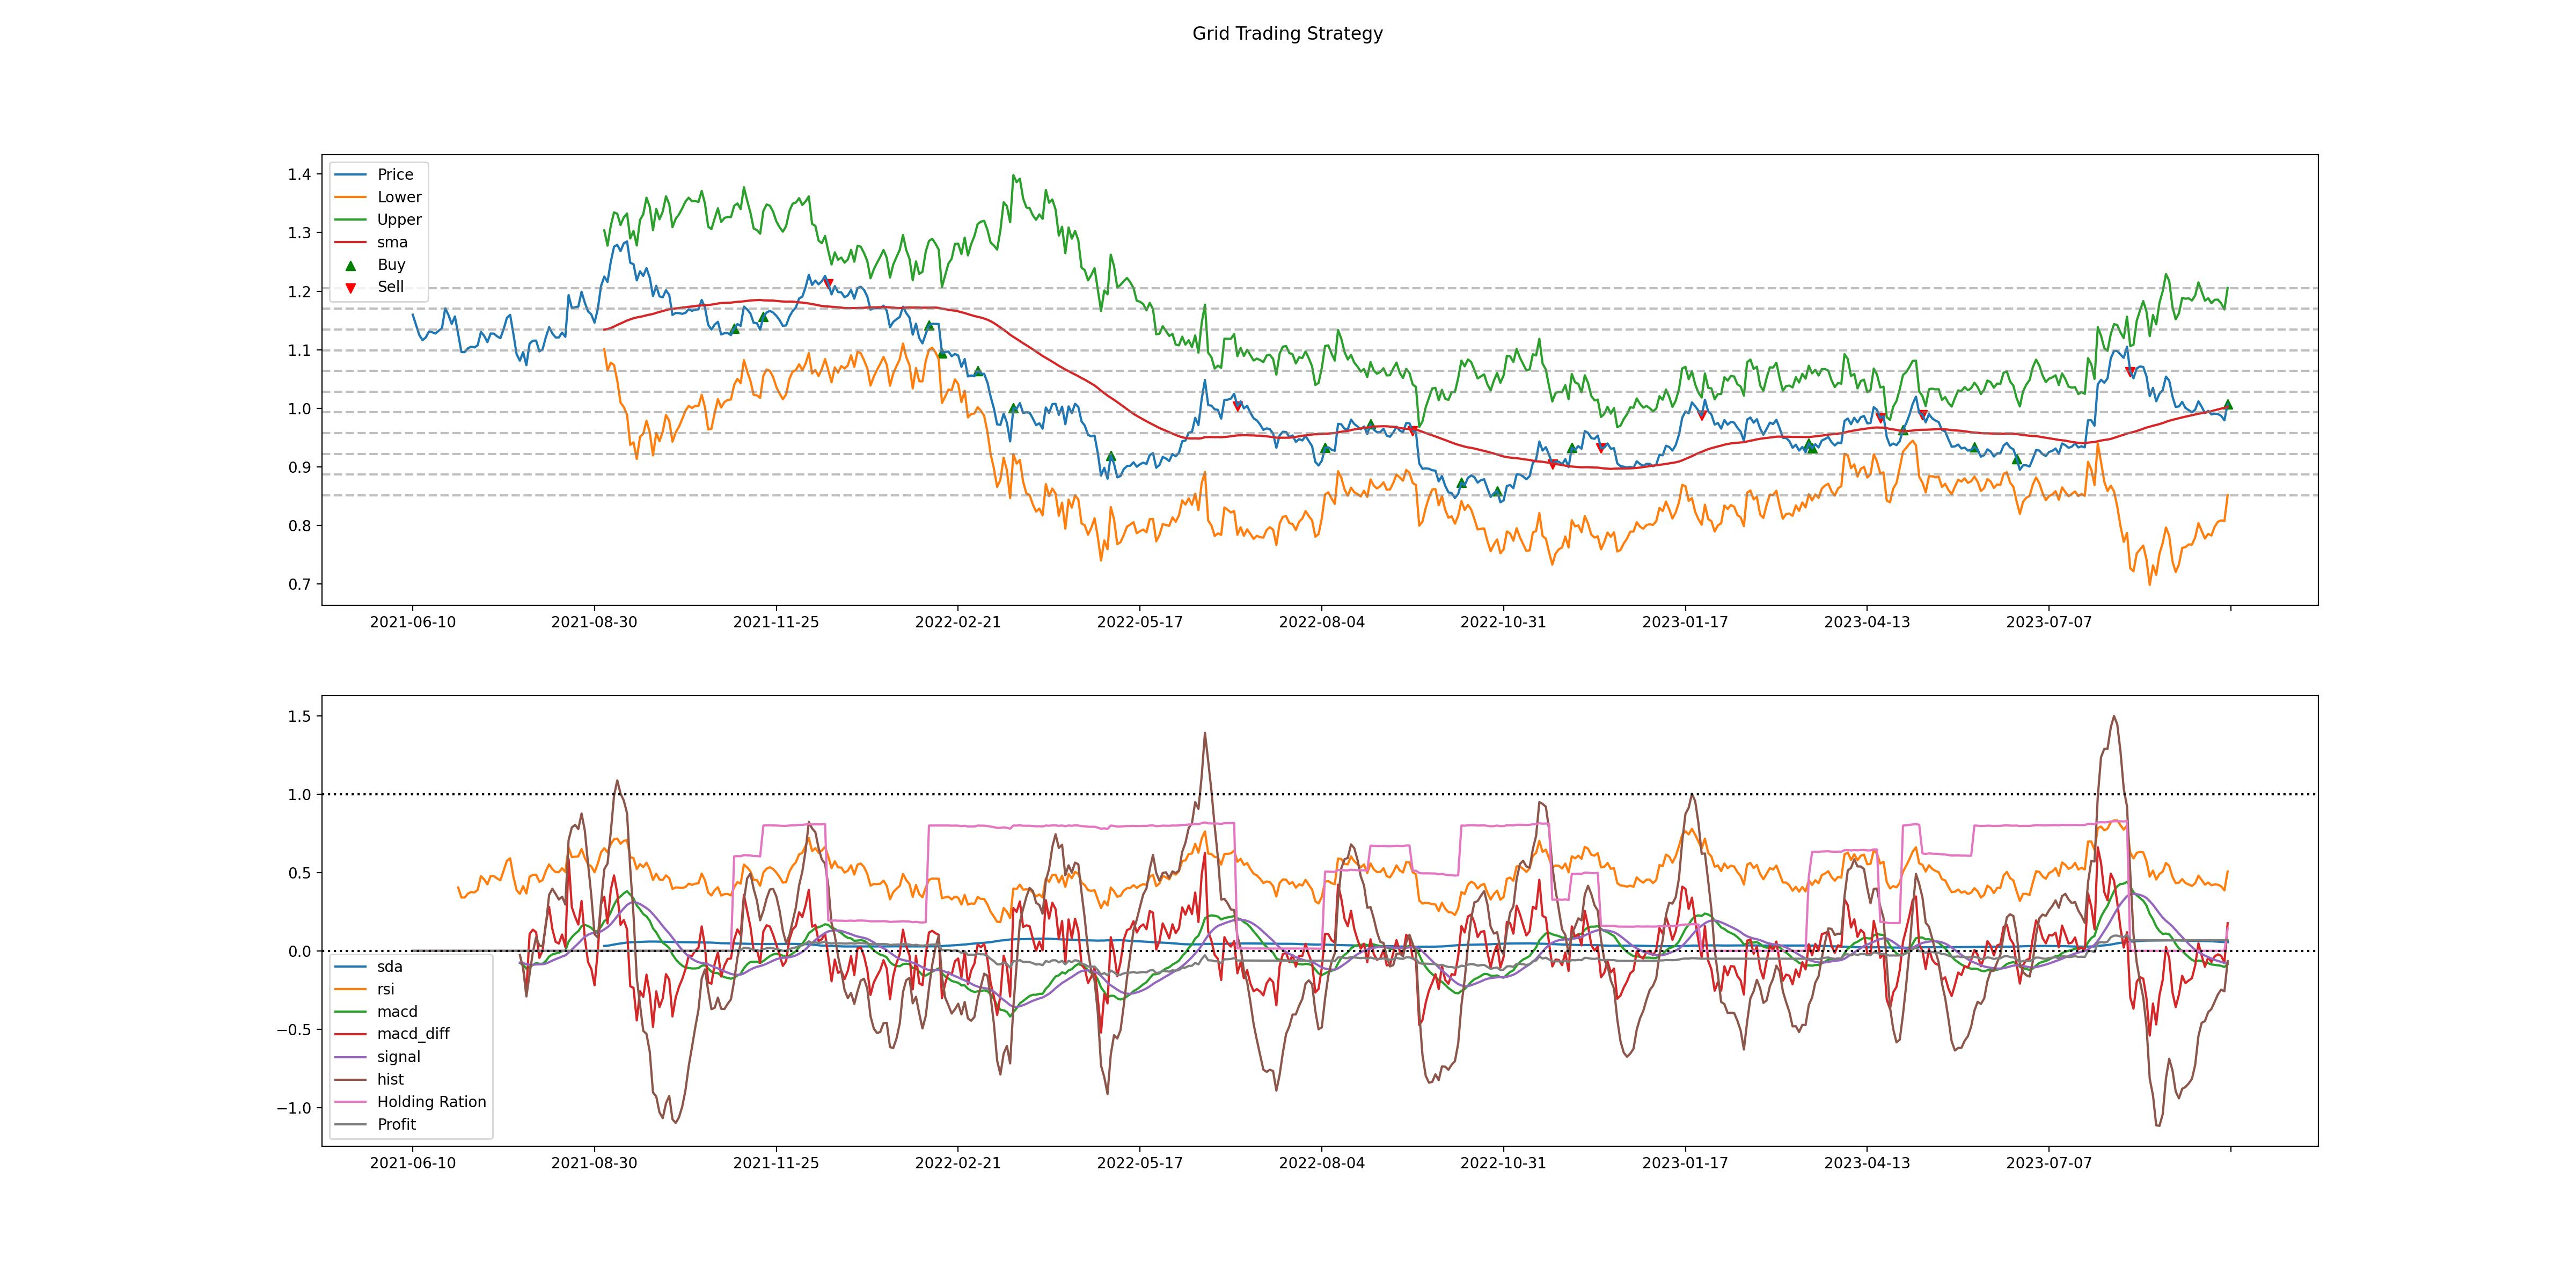 Grid Trading Strategy
1.4
1.3
1.2
1.1
1.0
0.9
0.8
0.7
Price
Lower
Upper
sma
Buy
Sell
2021-06-10 2021-08-30 2021-11-25 2022-02-21 2022-05-17 2022-08-04 2022-10-31 2023-01-17 2023-04-13 2023-07-07
1.5
1.0
0.5
0.0
−0.5
−1.0
sda
rsi
macd
macd_diff
signal
hist
Holding Ration
Profit
2021-06-10 2021-08-30 2021-11-25 2022-02-21 2022-05-17 2022-08-04 2022-10-31 2023-01-17 2023-04-13 2023-07-07